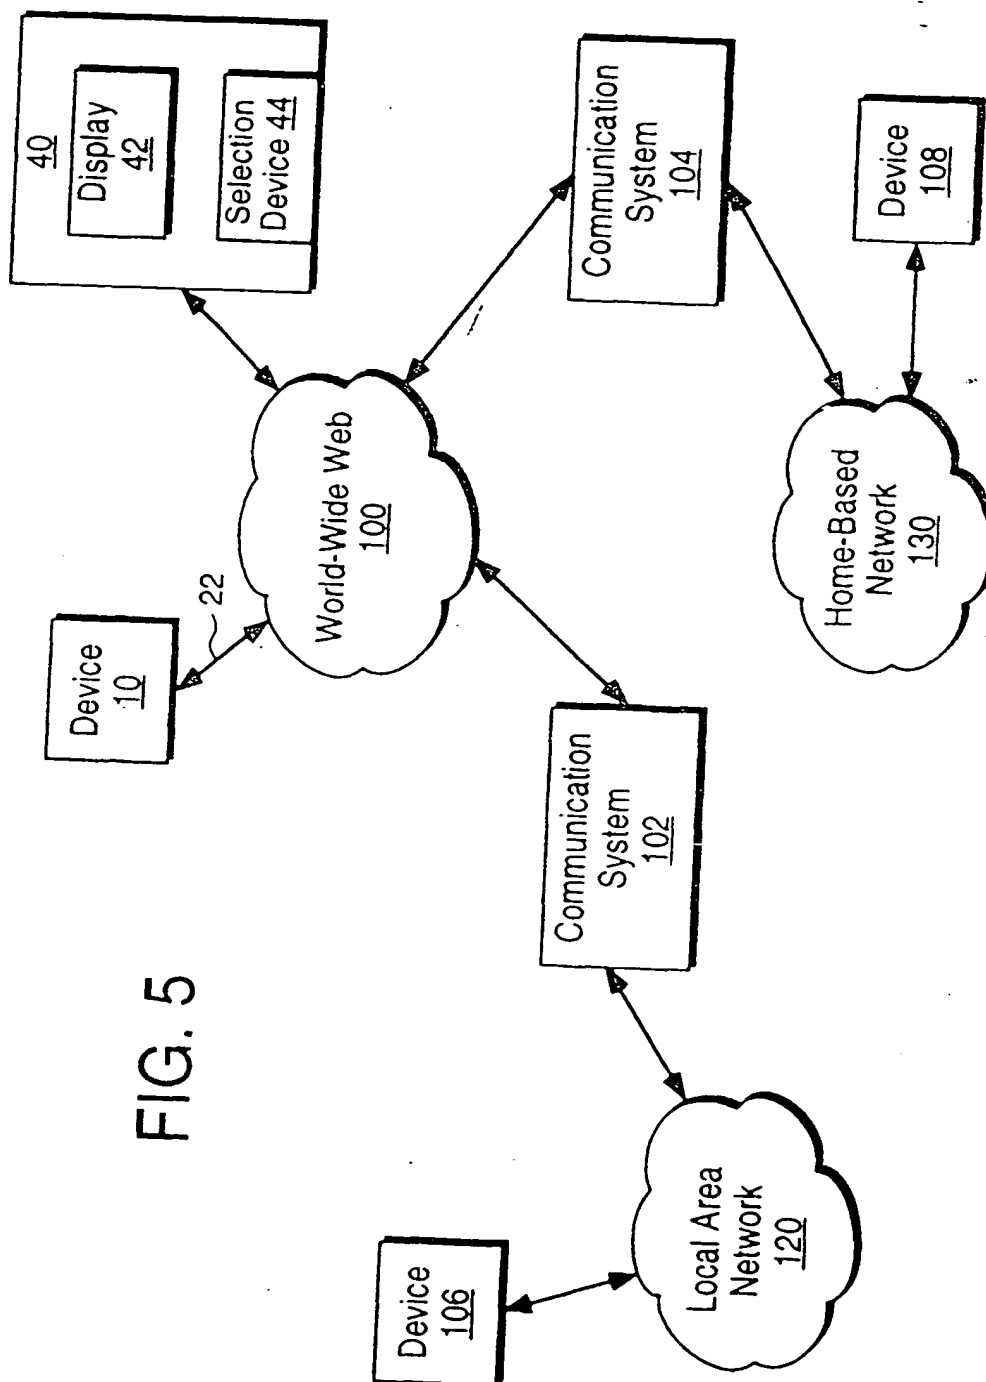 FIG. 5
Device
106
Local Area
Network
120
Communication
System
102
Device
10
22
World-Wide Web
100
40
Display
42
Selection
Device 44
Communication
System
104
Home-Based
Network
130
Device
108